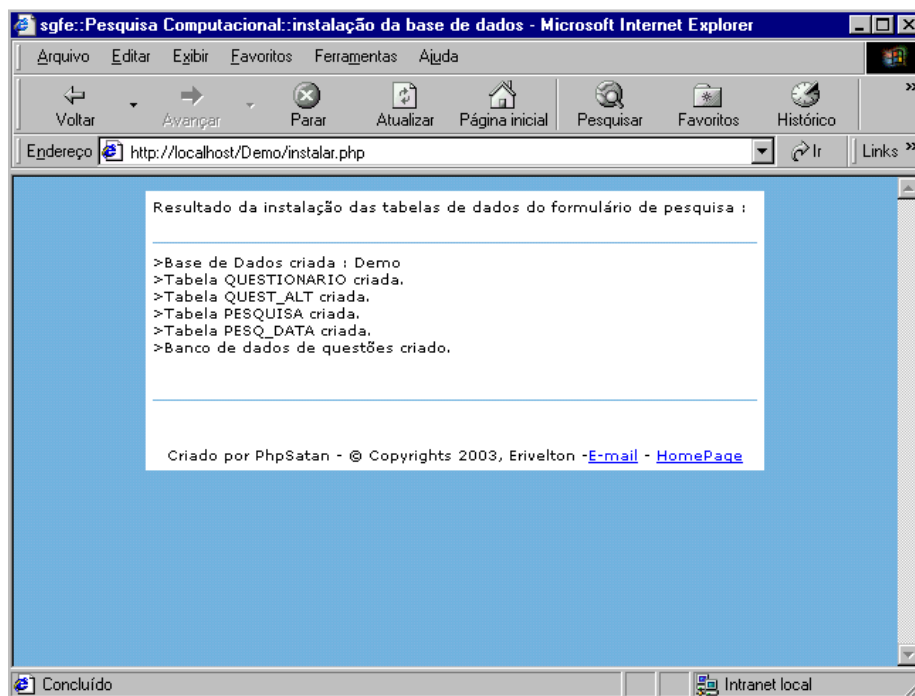 sgfe::Pesquisa Computacional::instalação da base de dados - Microsoft Internet Explorer
Arquivo Editar Exibir Favoritos Ferramentas Ajuda
Voltar Avançar Parar Atualizar Página inicial Pesquisar Favoritos Histórico »
Endereço http://localhost/Demo/instalar.php Ir Links »
Resultado da instalação das tabelas de dados do formulário de pesquisa :
>Base de Dados criada : Demo
>Tabela QUESTIONARIO criada.
>Tabela QUEST_ALT criada.
>Tabela PESQUISA criada.
>Tabela PESQ_DATA criada.
>Banco de dados de questões criado.
Criado por PhpSatan - © Copyrights 2003, Erivelton -E-mail - HomePage
Concluído Intranet local